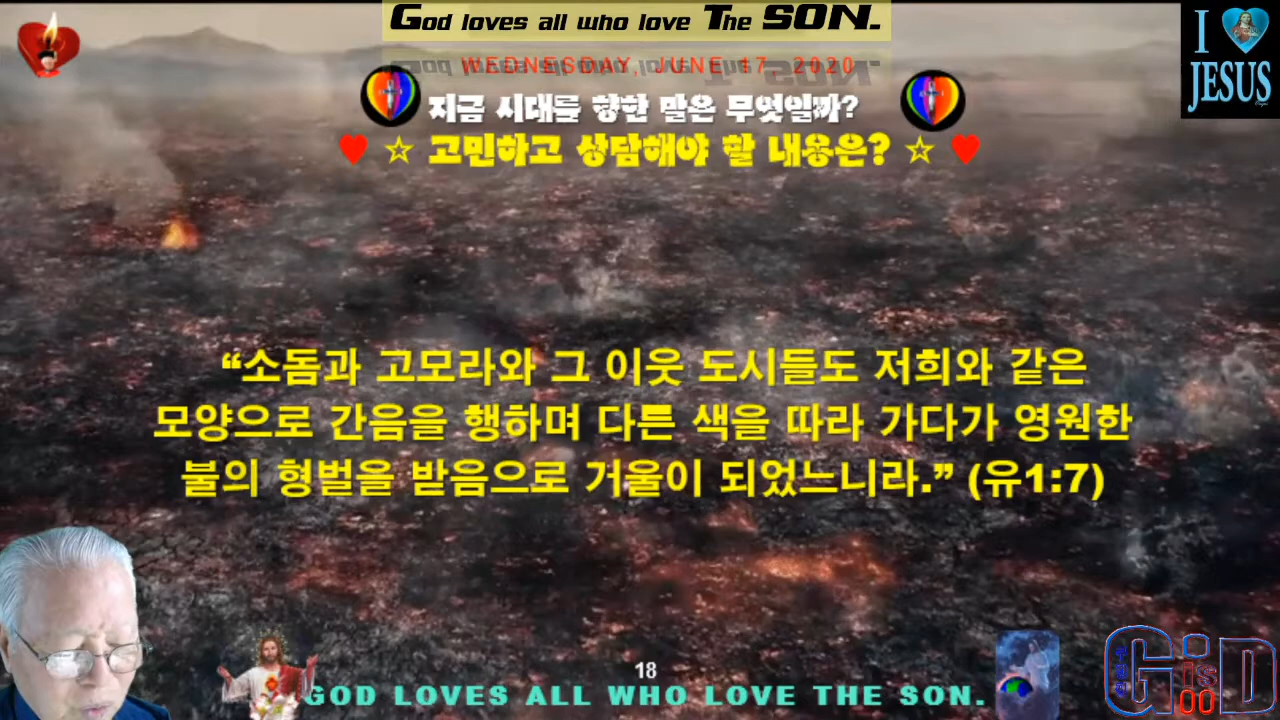 God loves all who love The SON.
I
JESUS
WEDNESDAY, JUNE 17, 2020
지금 시대를 향한 말은 무엇일까?
♥ ☆ 고민하고 상담해야 할 내용은? ☆ ♥
“소돔과 고모라와 그 이웃 도시들도 저희와 같은
모양으로 간음을 행하며 다른 색을 따라 가다가 영원한
불의 형벌을 받음으로 거울이 되었느니라.” (유1:7)
18
GOD LOVES ALL WHO LOVE THE SON.
GiD
is